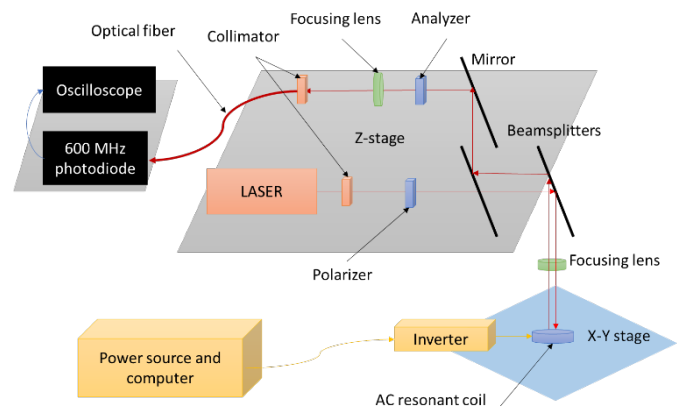 Focusing lens
Analyzer
Optical fiber
Collimator
Mirror
Oscilloscope
Beamsplitters
Z-stage
600 MHz
photodiode
LASER
Polarizer
Focusing lens
Inverter
X-Y stage
Power source and
computer
AC resonant coil